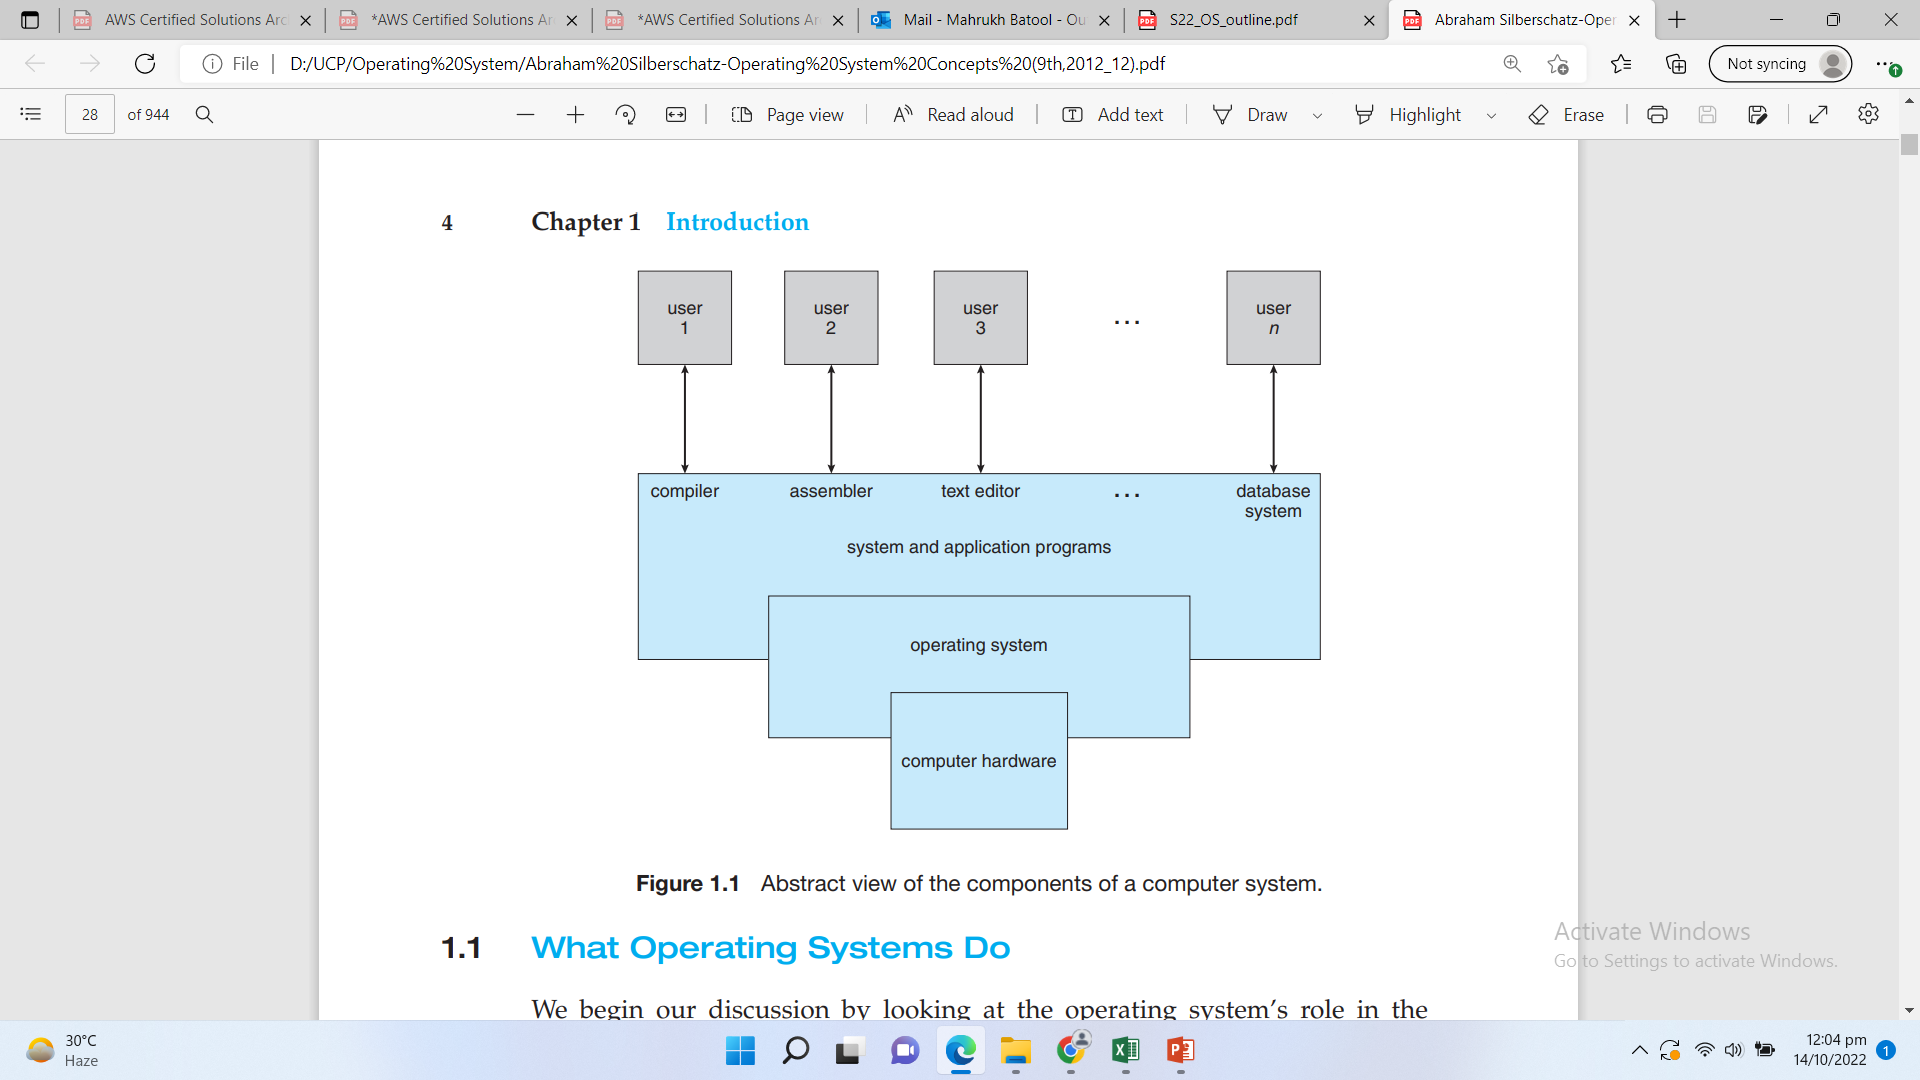 AWS Certified Solutions Arc
*AWS Certified Solutions Ar
*AWS Certified Solutions Ar
Mail - Mahrukh Batool - Ou
S22_OS_outline.pdf
Abraham Silberschatz-Oper
File
D:/UCP/Operating%20System/Abraham%20Silberschatz-Operating%20System%20Concepts%20(9th,2012_12).pdf
Not syncing
28 of 944
Page view
Read aloud
Add text
Draw
Highlight
Erase
4 Chapter 1 Introduction
user 1
user 2
user 3
...
user n
compiler
assembler
text editor
...
database system
system and application programs
operating system
computer hardware
Figure 1.1 Abstract view of the components of a computer system.
1.1 What Operating Systems Do
We begin our discussion by looking at the operating system's role in the
Activate Windows
Go to Settings to activate Windows.
30°C
Haze
12:04 pm
14/10/2022
1